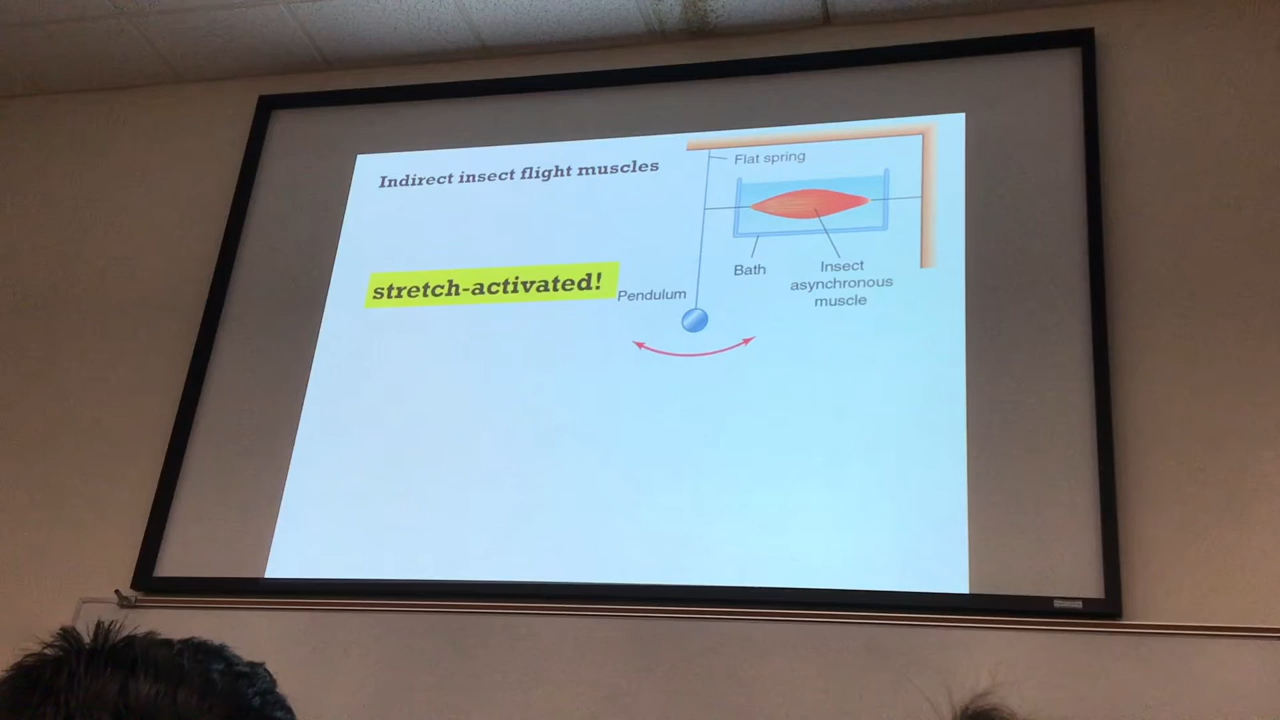 Indirect insect flight muscles
Flat spring
stretch-activated!
Pendulum
Bath
Insect
asynchronous
muscle